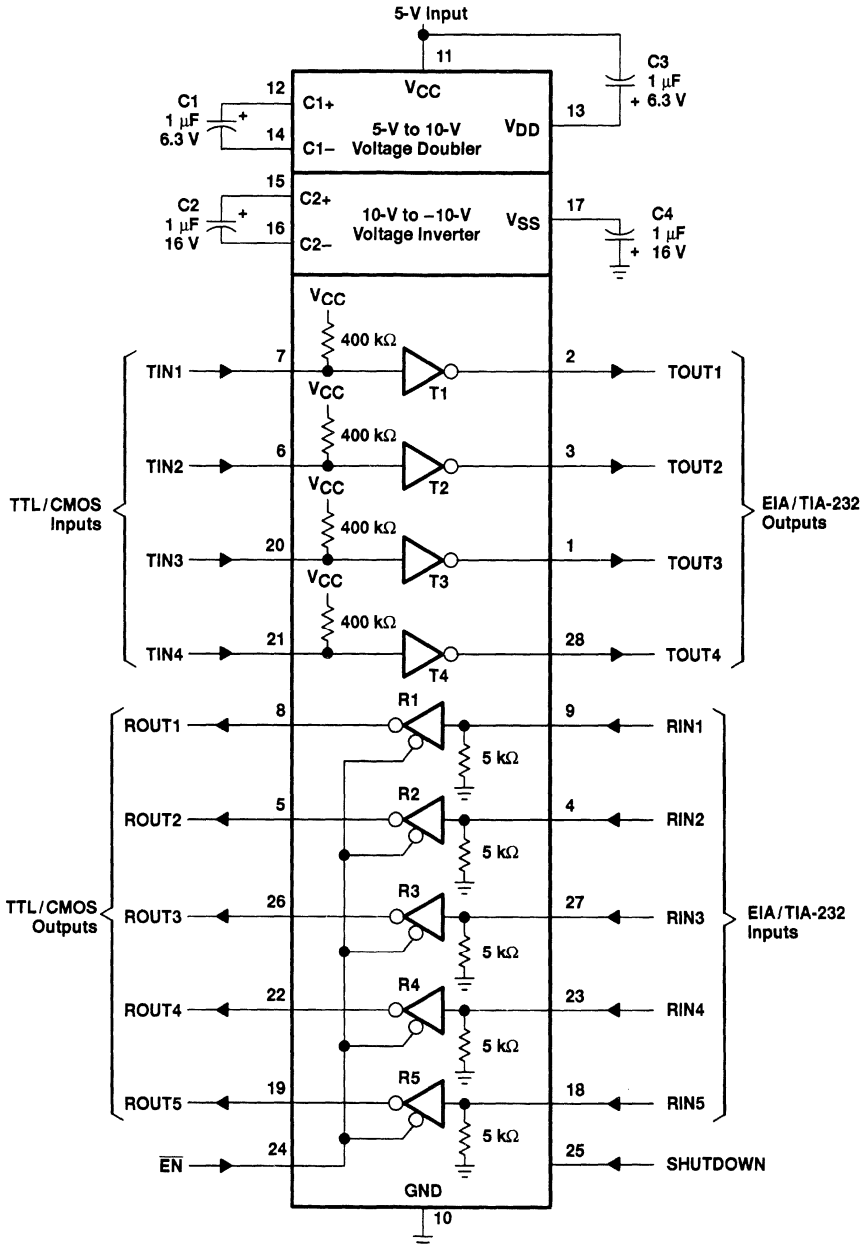 5-V Input
11
VCC
12
C1+
C1
1 μF
6.3 V
+
14
C1–
5-V to 10-V
Voltage Doubler
VDD
13
C3
1 μF
+ 6.3 V
15
C2+
C2
1 μF
16 V
+
16
C2–
10-V to –10-V
Voltage Inverter
VSS
17
C4
1 μF
+ 16 V
VCC
400 kΩ
TIN1
7
T1
2
TOUT1
VCC
400 kΩ
TIN2
6
T2
3
TOUT2
TTL/CMOS
Inputs
EIA/TIA-232
Outputs
VCC
400 kΩ
TIN3
20
T3
1
TOUT3
VCC
400 kΩ
TIN4
21
T4
28
TOUT4
ROUT1
8
R1
9
RIN1
5 kΩ
ROUT2
5
R2
4
RIN2
5 kΩ
TTL/CMOS
Outputs
ROUT3
26
R3
27
RIN3
EIA/TIA-232
Inputs
5 kΩ
ROUT4
22
R4
23
RIN4
5 kΩ
ROUT5
19
R5
18
RIN5
5 kΩ
E̅N̅
24
25
SHUTDOWN
GND
10